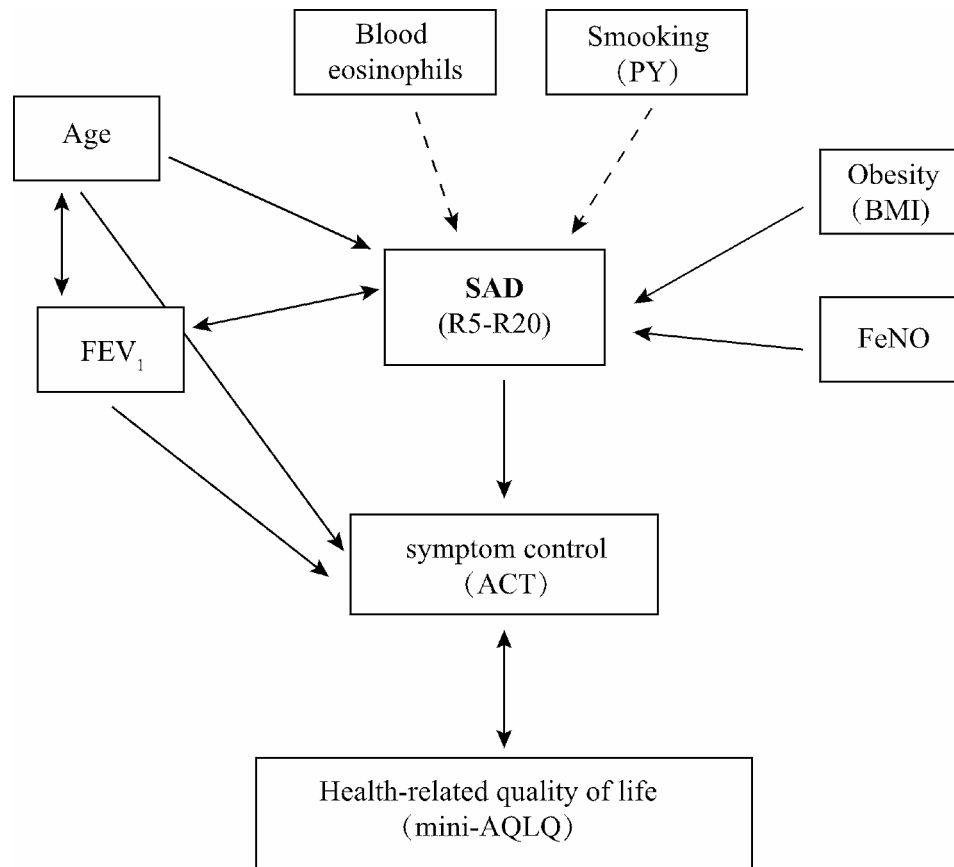 Blood
eosinophils
Smooking
(PY)
Age
Obesity
(BMI)
SAD
(R5-R20)
FEV₁
FeNO
symptom control
(ACT)
Health-related quality of life
(mini-AQLQ)